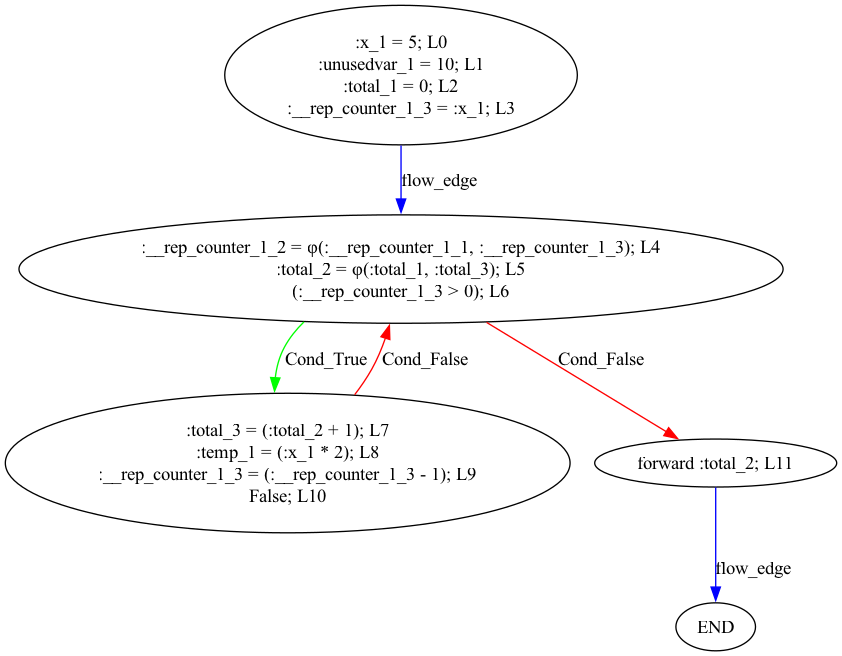 :x_1 = 5; L0
:unusedvar_1 = 10; L1
:total_1 = 0; L2
:__rep_counter_1_3 = :x_1; L3
flow_edge
:__rep_counter_1_2 = φ(:__rep_counter_1_1, :__rep_counter_1_3); L4
:total_2 = φ(:total_1, :total_3); L5
(:__rep_counter_1_3 > 0); L6
Cond_True
Cond_False
Cond_False
:total_3 = (:total_2 + 1); L7
:temp_1 = (:x_1 * 2); L8
:__rep_counter_1_3 = (:__rep_counter_1_3 - 1); L9
False; L10
forward :total_2; L11
flow_edge
END